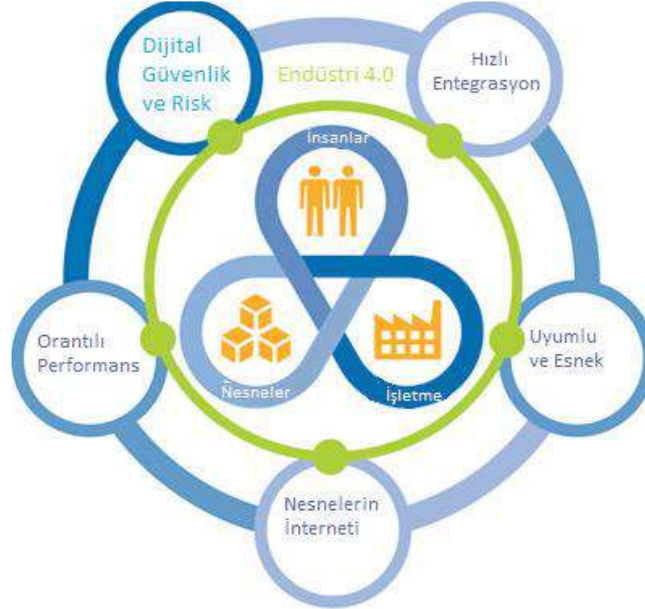 Dijital
Güvenlik
ve Risk
Endüstri 4.0
Hızlı
Entegrasyon
İnsanlar
Orantılı
Performans
Uyumlu
ve Esnek
Nesneler
İşletme
Nesnelerin
İnterneti